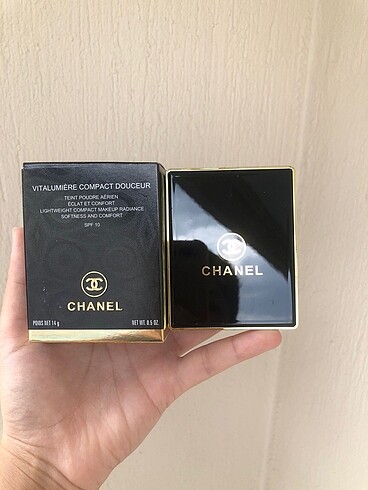 VITALUMIÈRE COMPACT DOUCEUR
TEINT POUDRE AÉRIEN
ECLAT ET CONFORT
LIGHTWEIGHT COMPACT MAKEUP RADIANCE
SOFTNESS AND COMFORT
SPF 10
CHANEL
POIDS NET 14 g NET WT. 0.5 OZ.
CHANEL